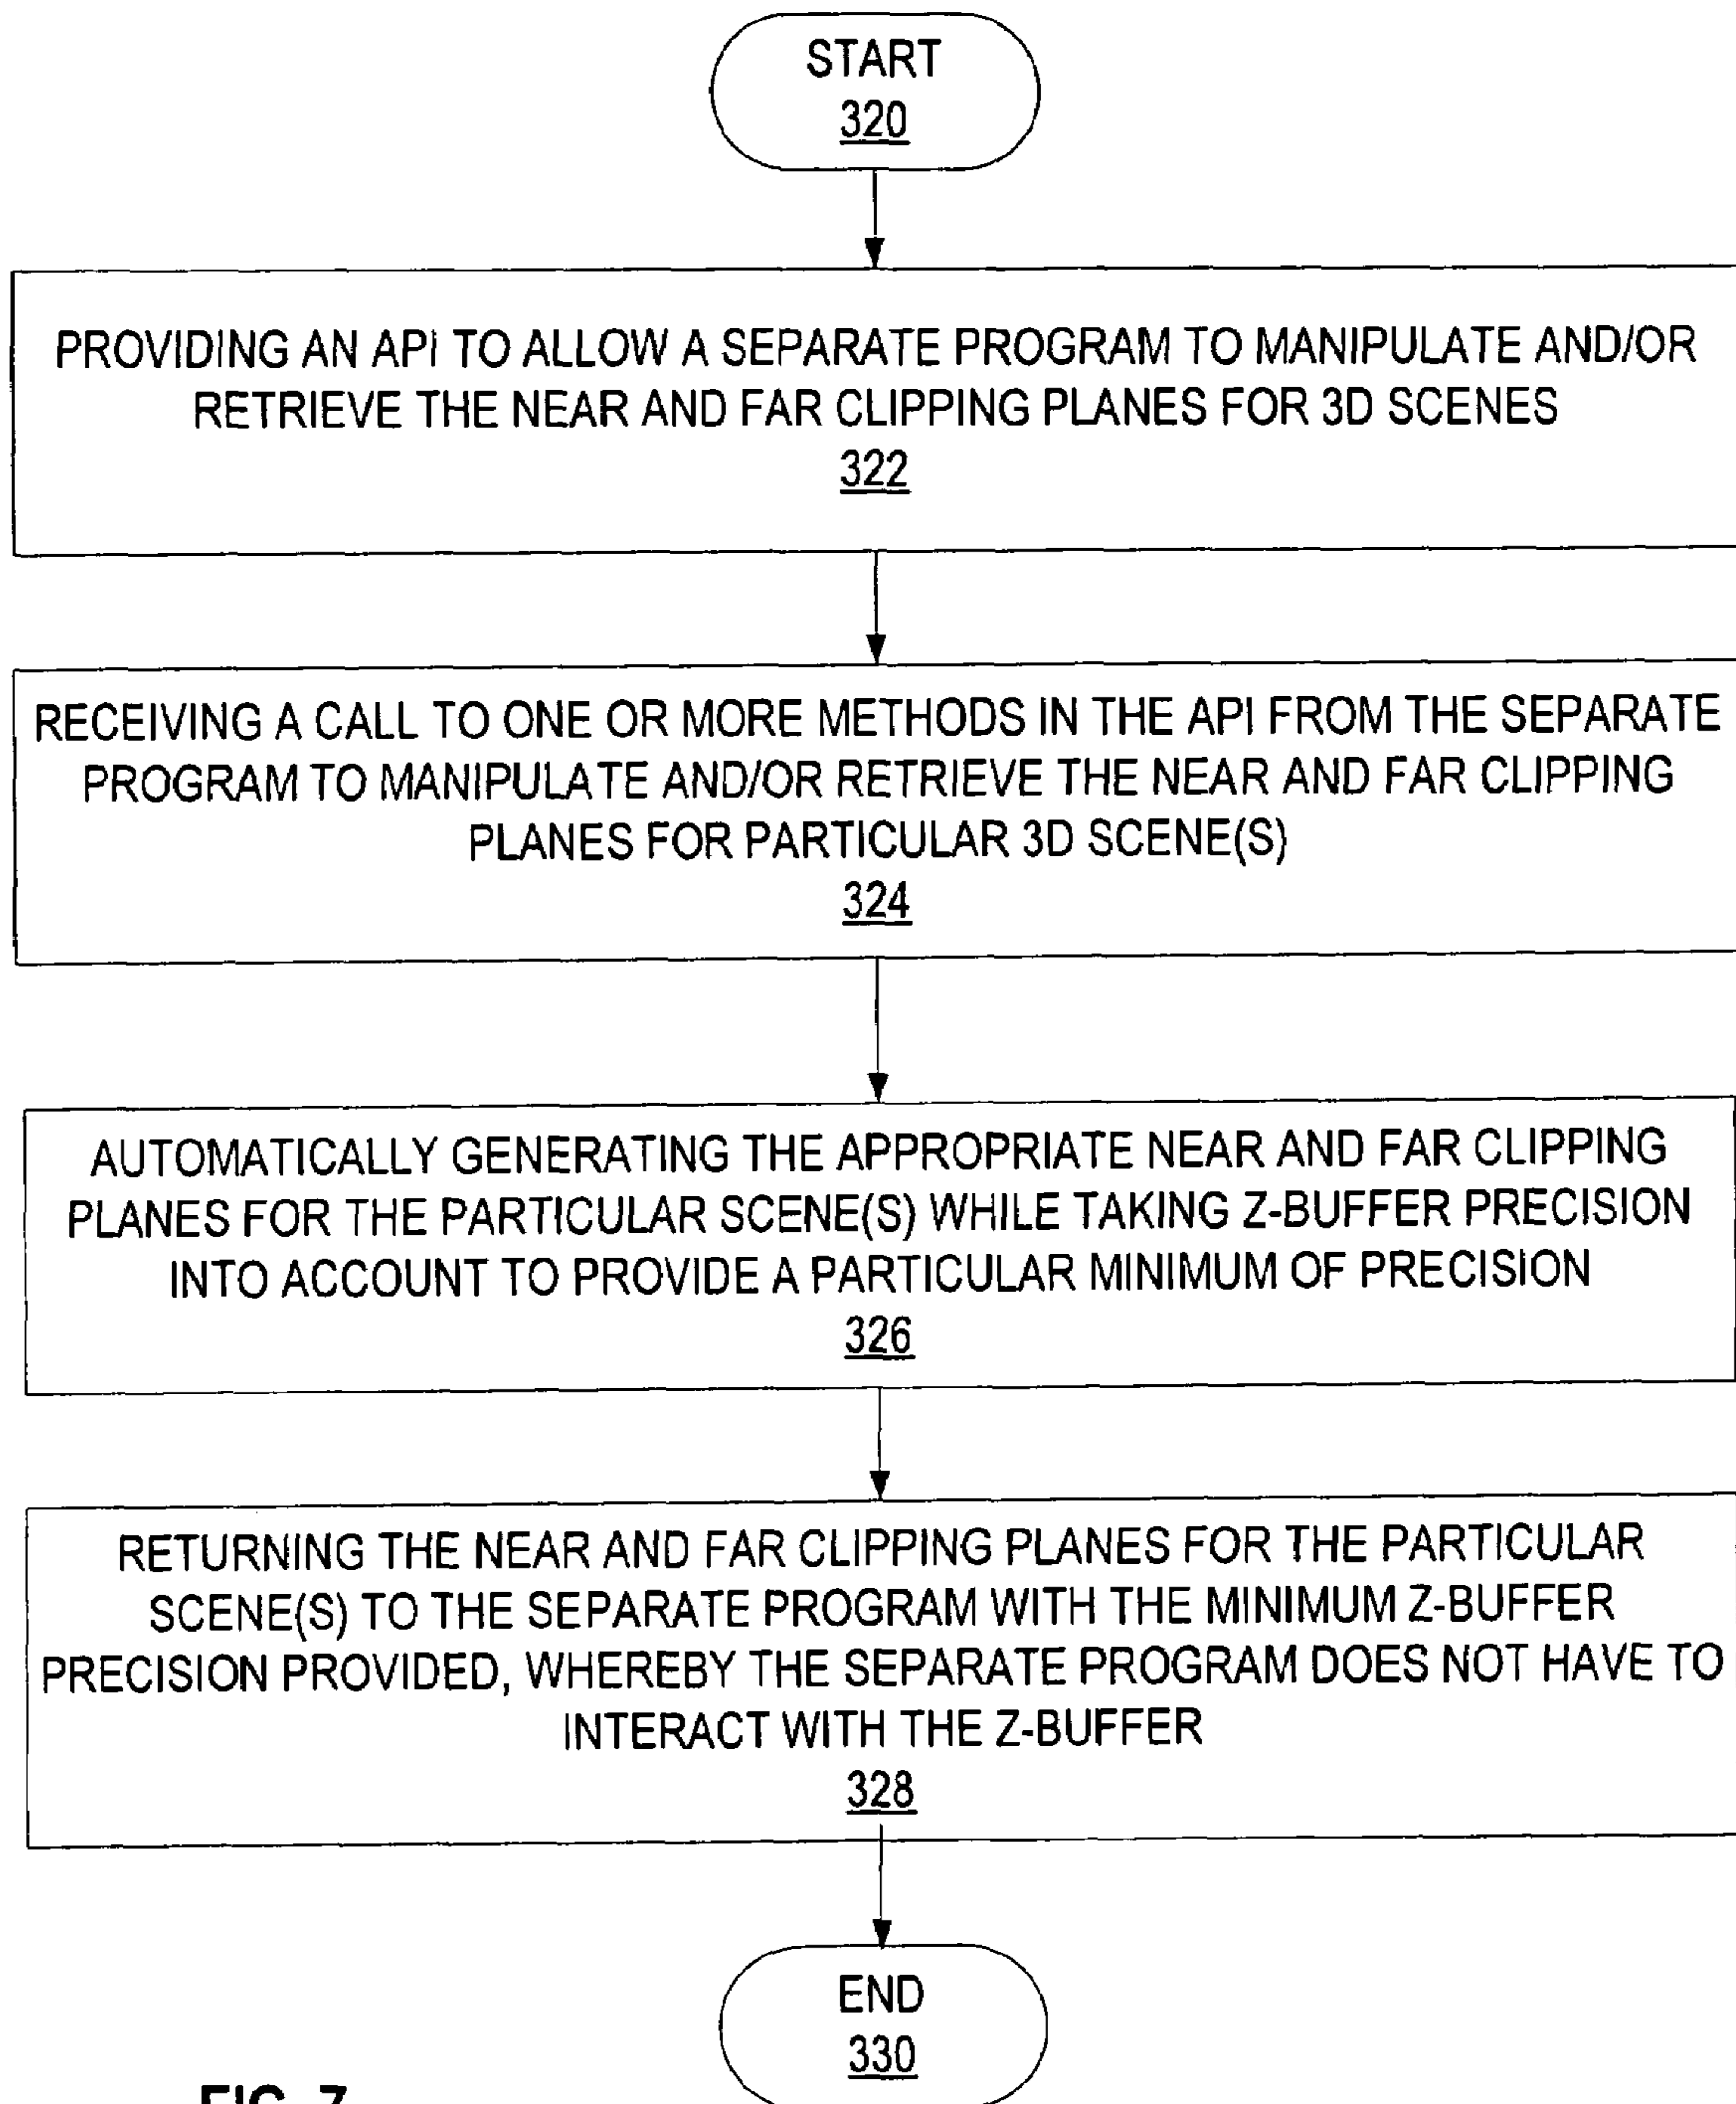 START
320
PROVIDING AN API TO ALLOW A SEPARATE PROGRAM TO MANIPULATE AND/OR
RETRIEVE THE NEAR AND FAR CLIPPING PLANES FOR 3D SCENES
322
RECEIVING A CALL TO ONE OR MORE METHODS IN THE API FROM THE SEPARATE
PROGRAM TO MANIPULATE AND/OR RETRIEVE THE NEAR AND FAR CLIPPING
PLANES FOR PARTICULAR 3D SCENE(S)
324
AUTOMATICALLY GENERATING THE APPROPRIATE NEAR AND FAR CLIPPING
PLANES FOR THE PARTICULAR SCENE(S) WHILE TAKING Z-BUFFER PRECISION
INTO ACCOUNT TO PROVIDE A PARTICULAR MINIMUM OF PRECISION
326
RETURNING THE NEAR AND FAR CLIPPING PLANES FOR THE PARTICULAR
SCENE(S) TO THE SEPARATE PROGRAM WITH THE MINIMUM Z-BUFFER
PRECISION PROVIDED, WHEREBY THE SEPARATE PROGRAM DOES NOT HAVE TO
INTERACT WITH THE Z-BUFFER
328
END
330
FIG. 7